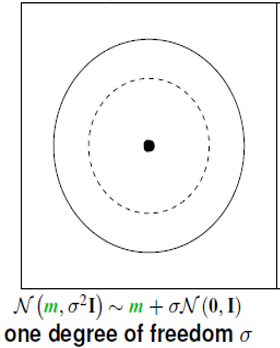 𝒩(m, σ²I) ~ m + σ𝒩(0, I)
one degree of freedom σ